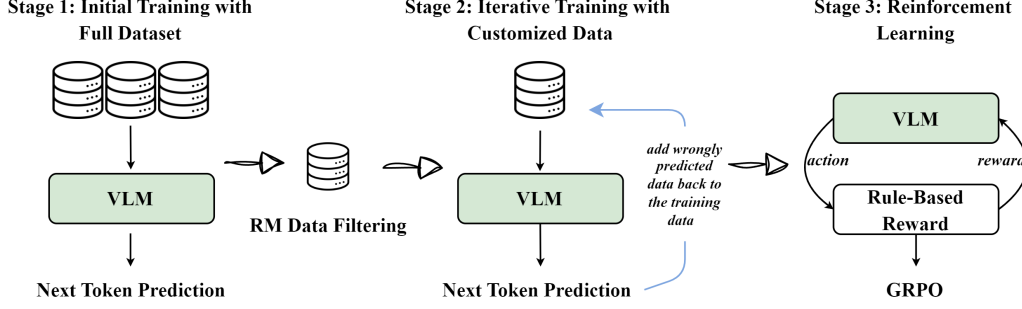 Stage 1: Initial Training with
Full Dataset
VLM
Next Token Prediction
RM Data Filtering
Stage 2: Iterative Training with
Customized Data
VLM
Next Token Prediction
add wrongly
predicted
data back to
the training
data
Stage 3: Reinforcement
Learning
VLM
action
reward
Rule-Based
Reward
GRPO